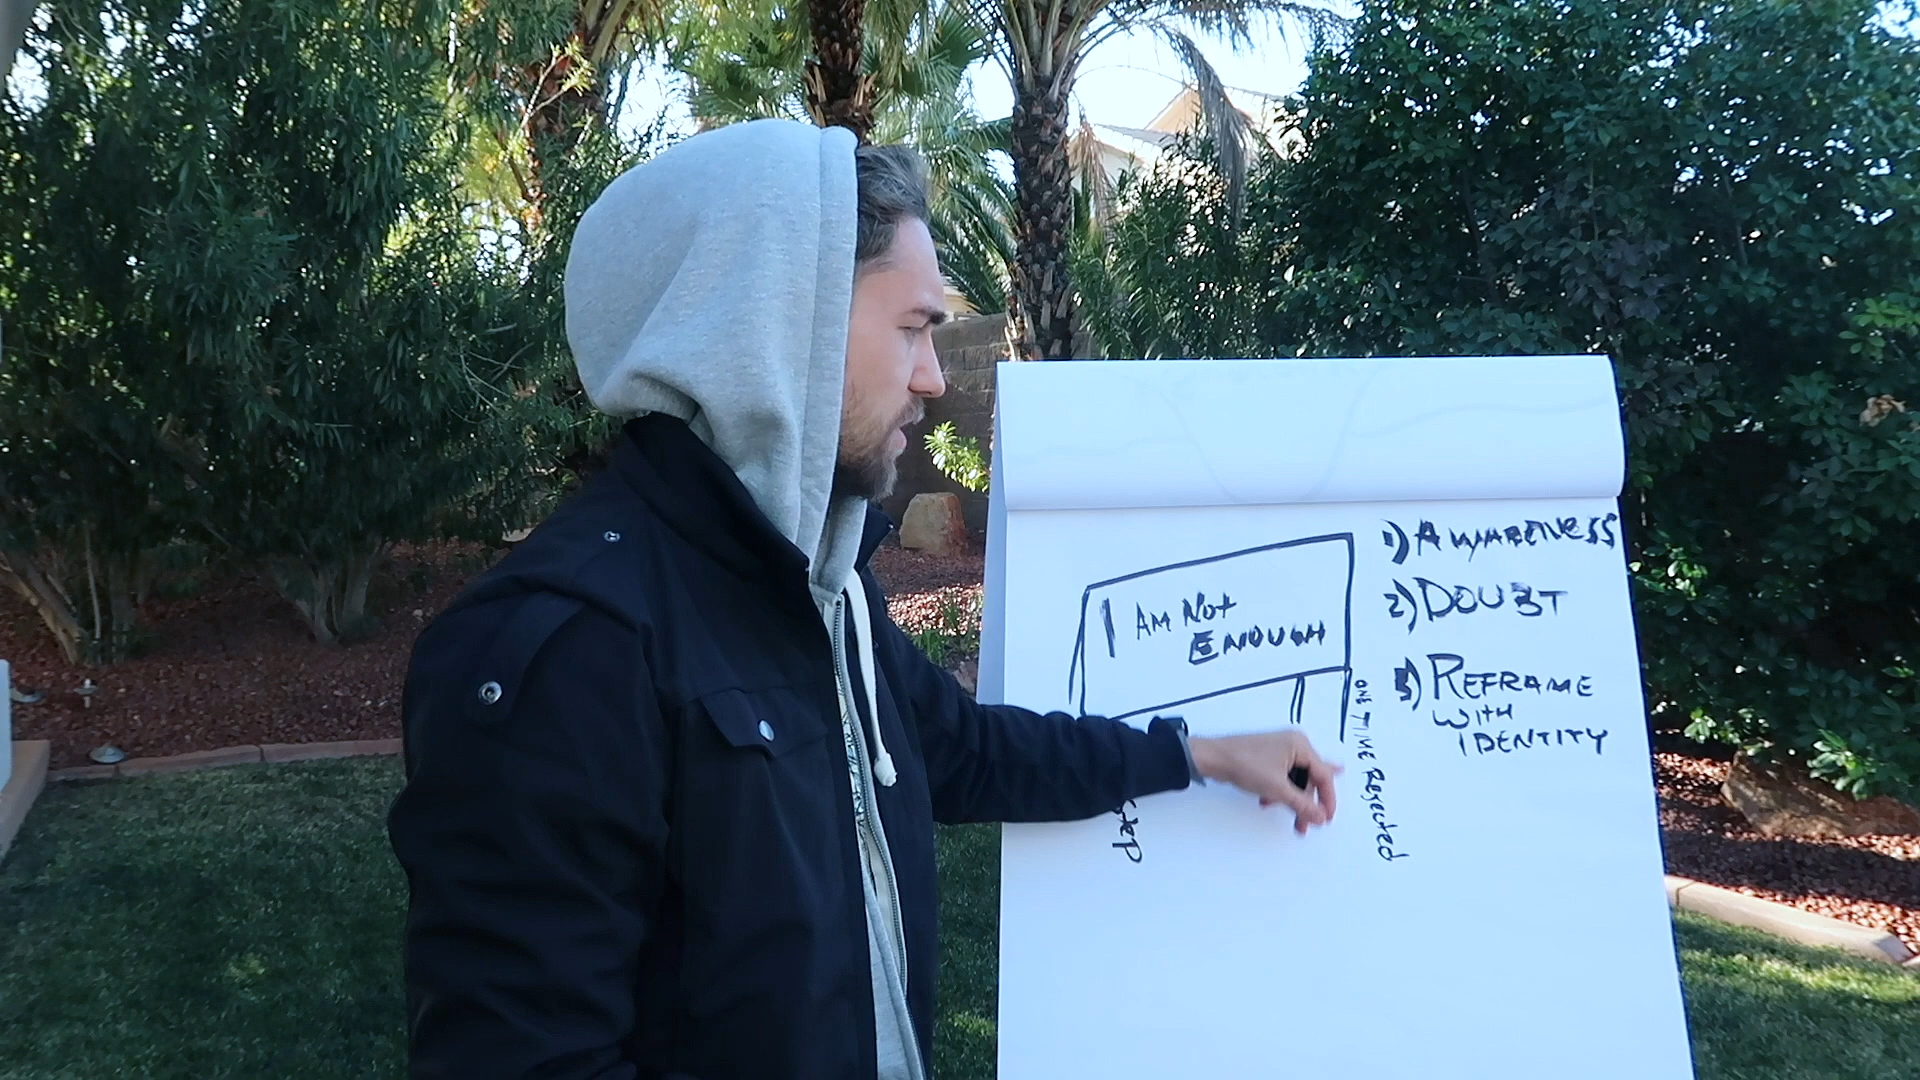 I AM NOT
ENOUGH
ONE TIME Rejected
1) AWARENESS
2) DOUBT
3) REFRAME
WITH
IDENTITY